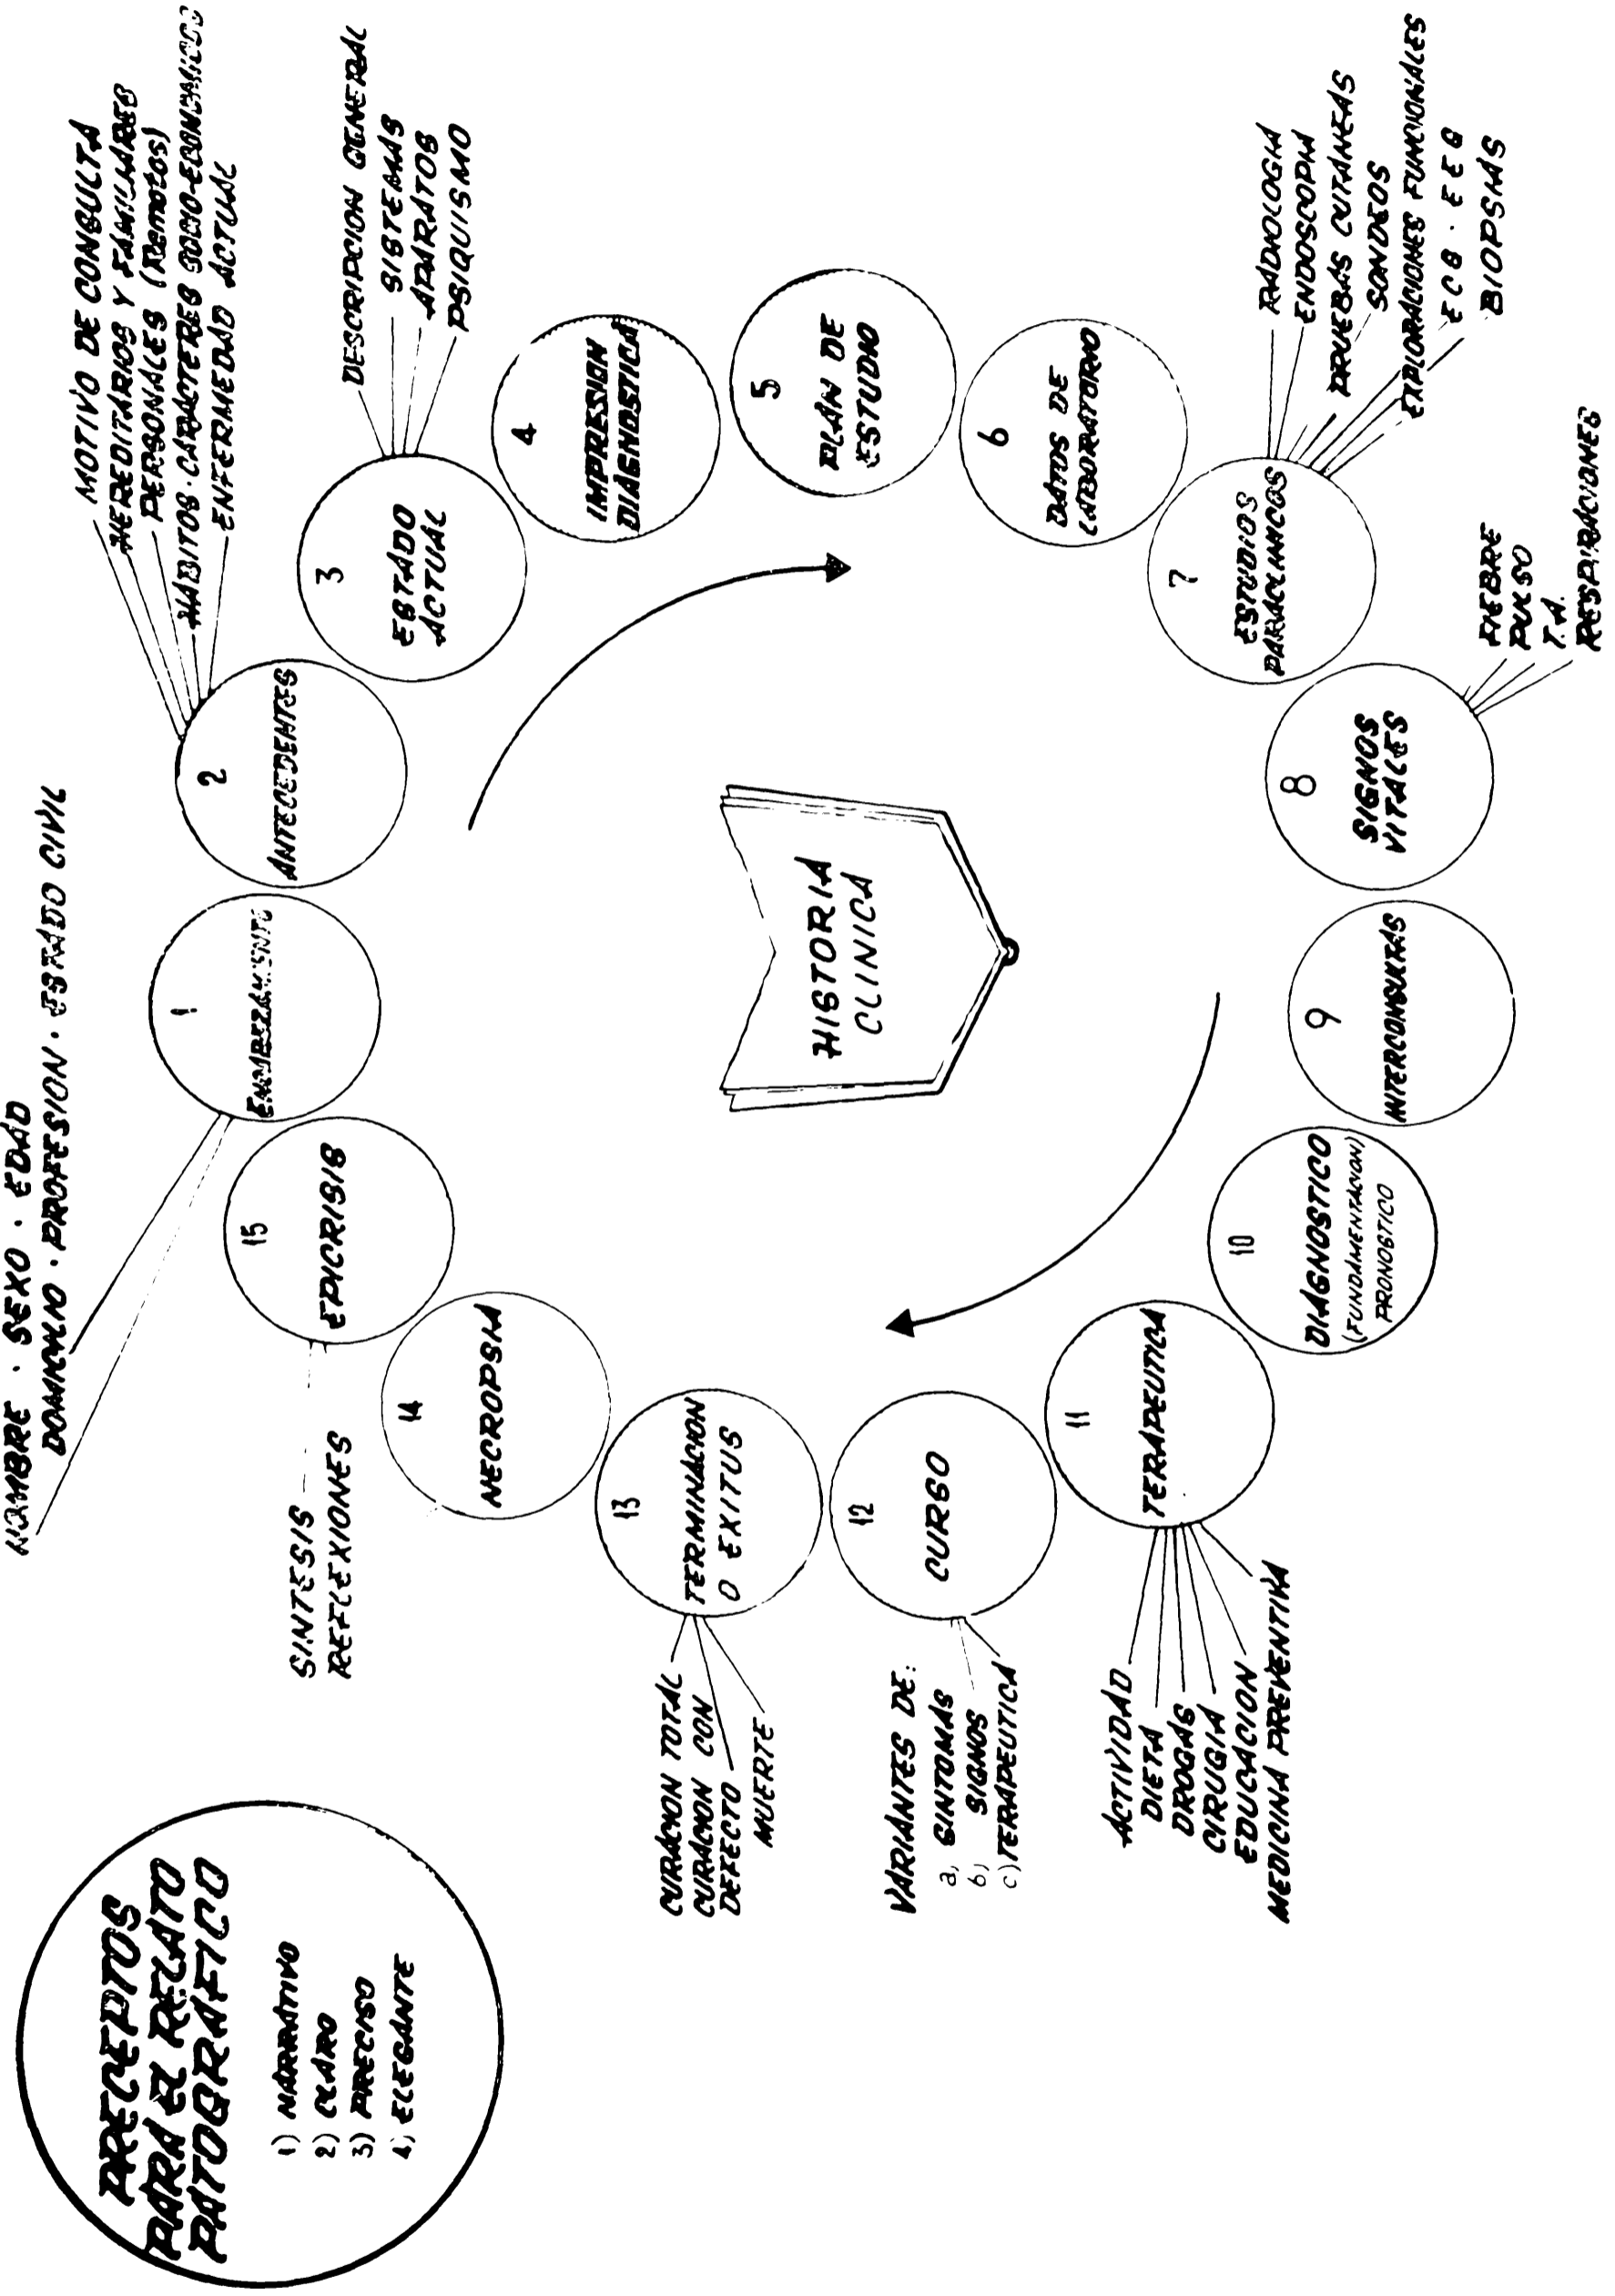 PRECEPTOS
PARA EL RELATO
PATOGRAFICO
1) NARRATIVO
2) CLARO
3) PRECISO
4) ELEGANTE
HISTORIA
CLINICA
NOMBRE · SEXO · EDAD
DOMICILIO · PROFESION · ESTADO CIVIL
1
ENCABEZAMIENTO
MOTIVO DE CONSULTA
HEREDITARIOS Y FAMILIARES
PERSONALES (Remotos)
HABITOS · CARACTERES SOCIO-ECONOMICOS
ENFERMEDAD ACTUAL
2
ANTECEDENTES
DESCRIPCION GENERAL
SISTEMAS
APARATOS
PSIQUISMO
3
ESTADO
ACTUAL
4
IMPRESION
DIAGNOSTICA
5
PLAN DE
ESTUDIO
6
DATOS DE
LABORATORIO
RADIOLOGIA
ENDOSCOPIA
PRUEBAS CUTANEAS
SONDEOS
EXPLORACIONES FUNCIONALES
ECG · EEG
BIOPSIAS
7
ESTUDIOS
PARACLINICOS
FIEBRE
PULSO
T.A.
RESPIRACIONES
8
SIGNOS
VITALES
9
INTERCONSULTAS
10
DIAGNOSTICO
(FUNDAMENTACION)
PRONOSTICO
11
TERAPEUTICA
ACTIVIDAD
DIETA
DROGAS
CIRUGIA
EDUCACION
MEDICINA PREVENTIVA
12
CURSO
VARIANTES DE:
a) SINTOMAS
b) SIGNOS
c) TERAPEUTICA
13
TERMINACION
O EXITUS
CURACION TOTAL
CURACION CON
DEFECTO
MUERTE
14
NECROPSIA
15
EPICRISIS
SINTESIS
REFLEXIONES